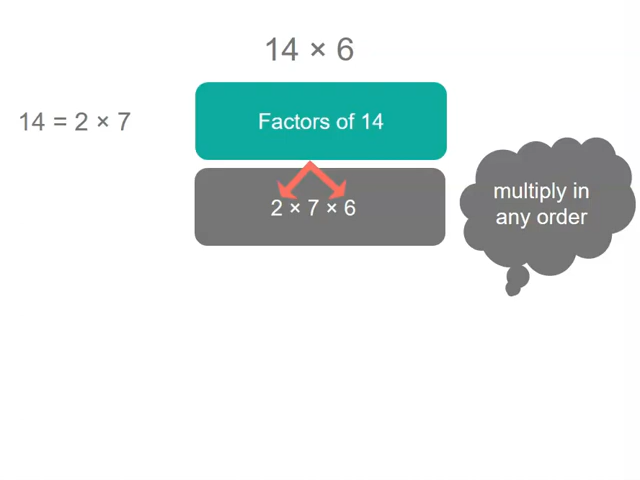 14 × 6
14 = 2 × 7
Factors of 14
2 × 7 × 6
multiply in
any order